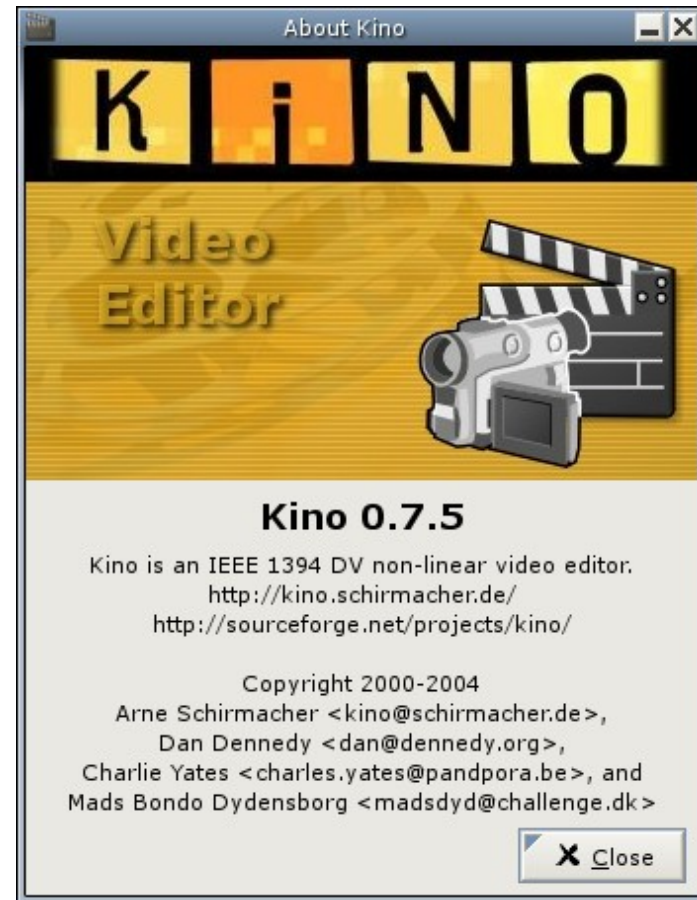 About Kino
KiNO
Video
Editor
Kino 0.7.5
Kino is an IEEE 1394 DV non-linear video editor.
http://kino.schirmacher.de/
http://sourceforge.net/projects/kino/
Copyright 2000-2004
Arne Schirmacher <kino@schirmacher.de>,
Dan Dennedy <dan@dennedy.org>,
Charlie Yates <charles.yates@pandpora.be>, and
Mads Bondo Dydensborg <madsdyd@challenge.dk>
Close